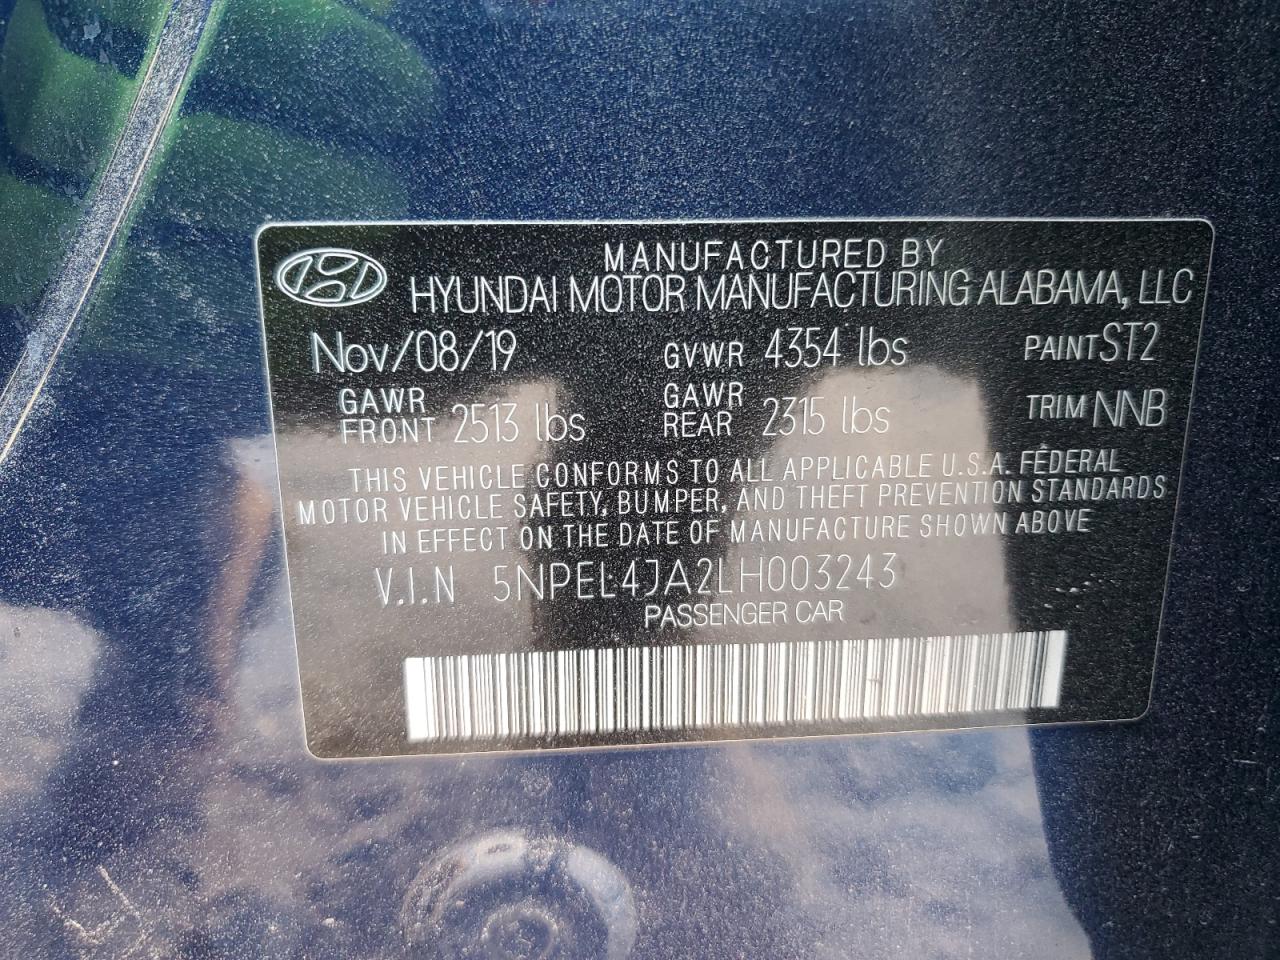 MANUFACTURED BY
HYUNDAI MOTOR MANUFACTURING ALABAMA, LLC
Nov/08/19 GVWR 4354 lbs PAINT ST2
GAWR FRONT 2513 lbs GAWR REAR 2315 lbs TRIM NNB
THIS VEHICLE CONFORMS TO ALL APPLICABLE U.S.A. FEDERAL
MOTOR VEHICLE SAFETY, BUMPER, AND THEFT PREVENTION STANDARDS
IN EFFECT ON THE DATE OF MANUFACTURE SHOWN ABOVE
V.I.N 5NPEL4JA2LH003243
PASSENGER CAR